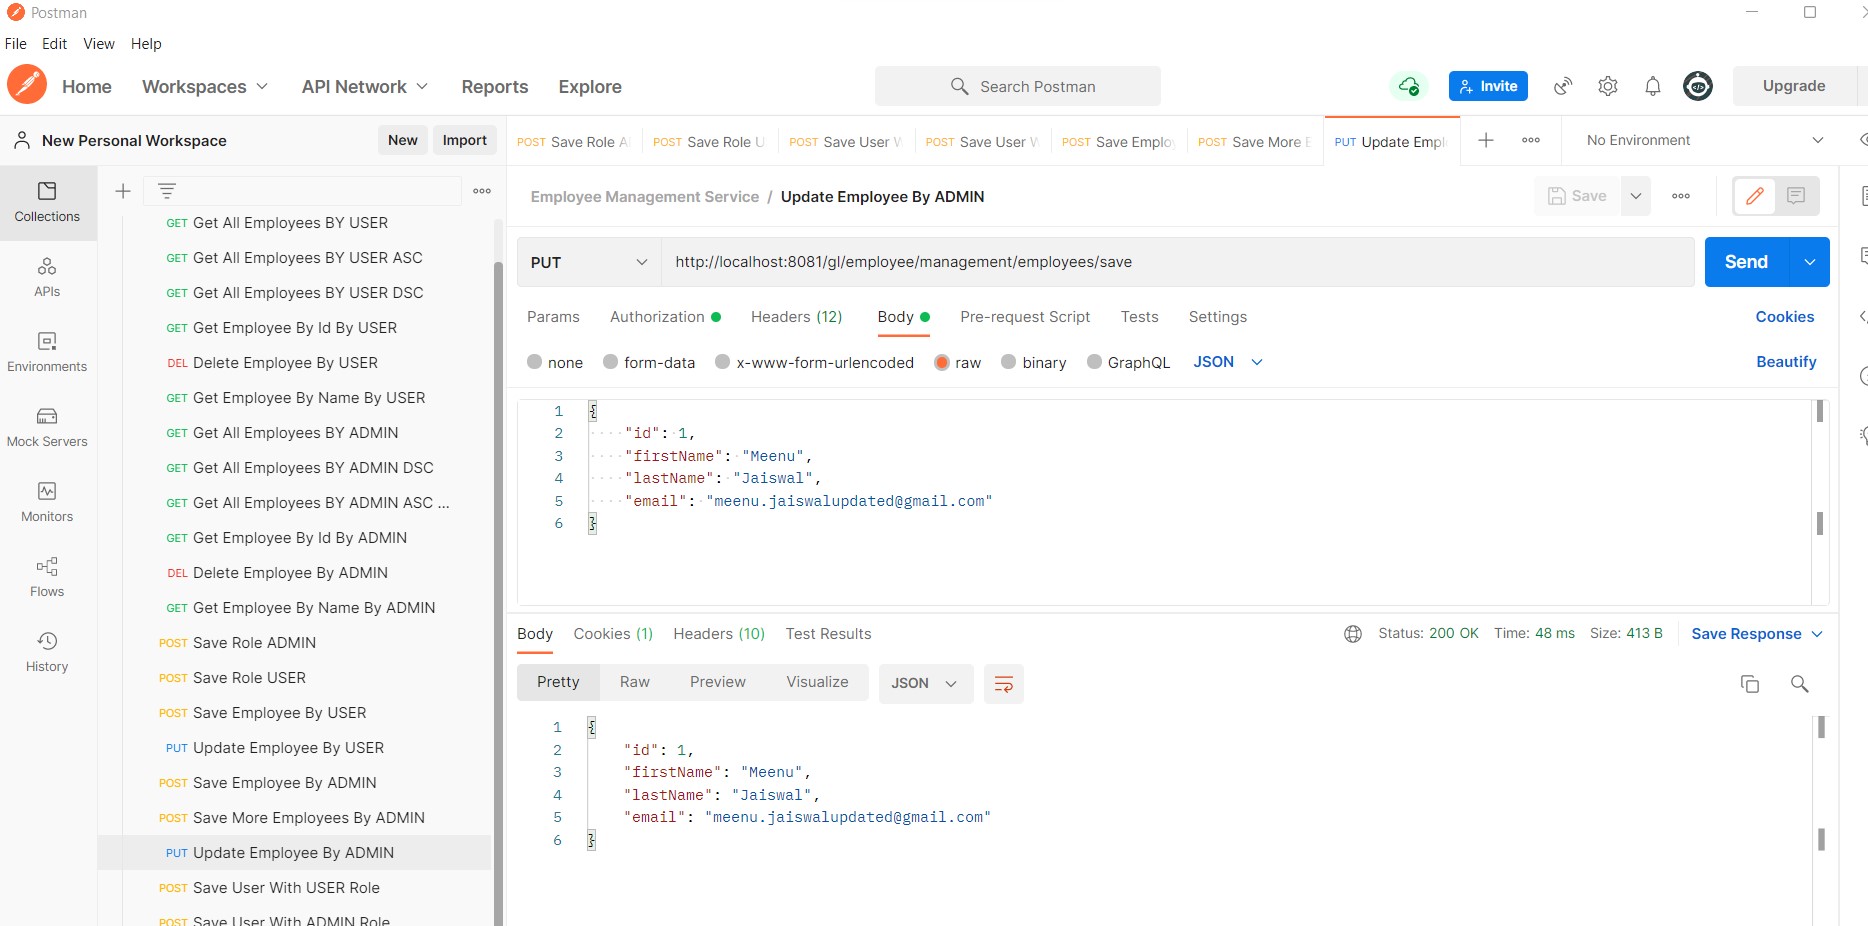 Postman
File Edit View Help
Home Workspaces API Network Reports Explore Search Postman Invite Upgrade
New Personal Workspace New Import
POST Save Role A POST Save Role U POST Save User POST Save User POST Save Emplo POST Save More E PUT Update Empl No Environment
Collections
APIs
Environments
Mock Servers
Monitors
Flows
History
GET Get All Employees BY USER
GET Get All Employees BY USER ASC
GET Get All Employees BY USER DSC
GET Get Employee By Id By USER
DEL Delete Employee By USER
GET Get Employee By Name By USER
GET Get All Employees BY ADMIN
GET Get All Employees BY ADMIN DSC
GET Get All Employees BY ADMIN ASC ...
GET Get Employee By Id By ADMIN
DEL Delete Employee By ADMIN
GET Get Employee By Name By ADMIN
POST Save Role ADMIN
POST Save Role USER
POST Save Employee By USER
PUT Update Employee By USER
POST Save Employee By ADMIN
POST Save More Employees By ADMIN
PUT Update Employee By ADMIN
POST Save User With USER Role
POST Save User With ADMIN Role
Employee Management Service / Update Employee By ADMIN Save
PUT http://localhost:8081/gl/employee/management/employees/save Send
Params Authorization Headers (12) Body Pre-request Script Tests Settings Cookies
none form-data x-www-form-urlencoded raw binary GraphQL JSON Beautify
1 {
2 "id": 1,
3 "firstName": "Meenu",
4 "lastName": "Jaiswal",
5 "email": "meenu.jaiswalupdated@gmail.com"
6 }
Body Cookies (1) Headers (10) Test Results Status: 200 OK Time: 48 ms Size: 413 B Save Response
Pretty Raw Preview Visualize JSON
1 {
2 "id": 1,
3 "firstName": "Meenu",
4 "lastName": "Jaiswal",
5 "email": "meenu.jaiswalupdated@gmail.com"
6 }